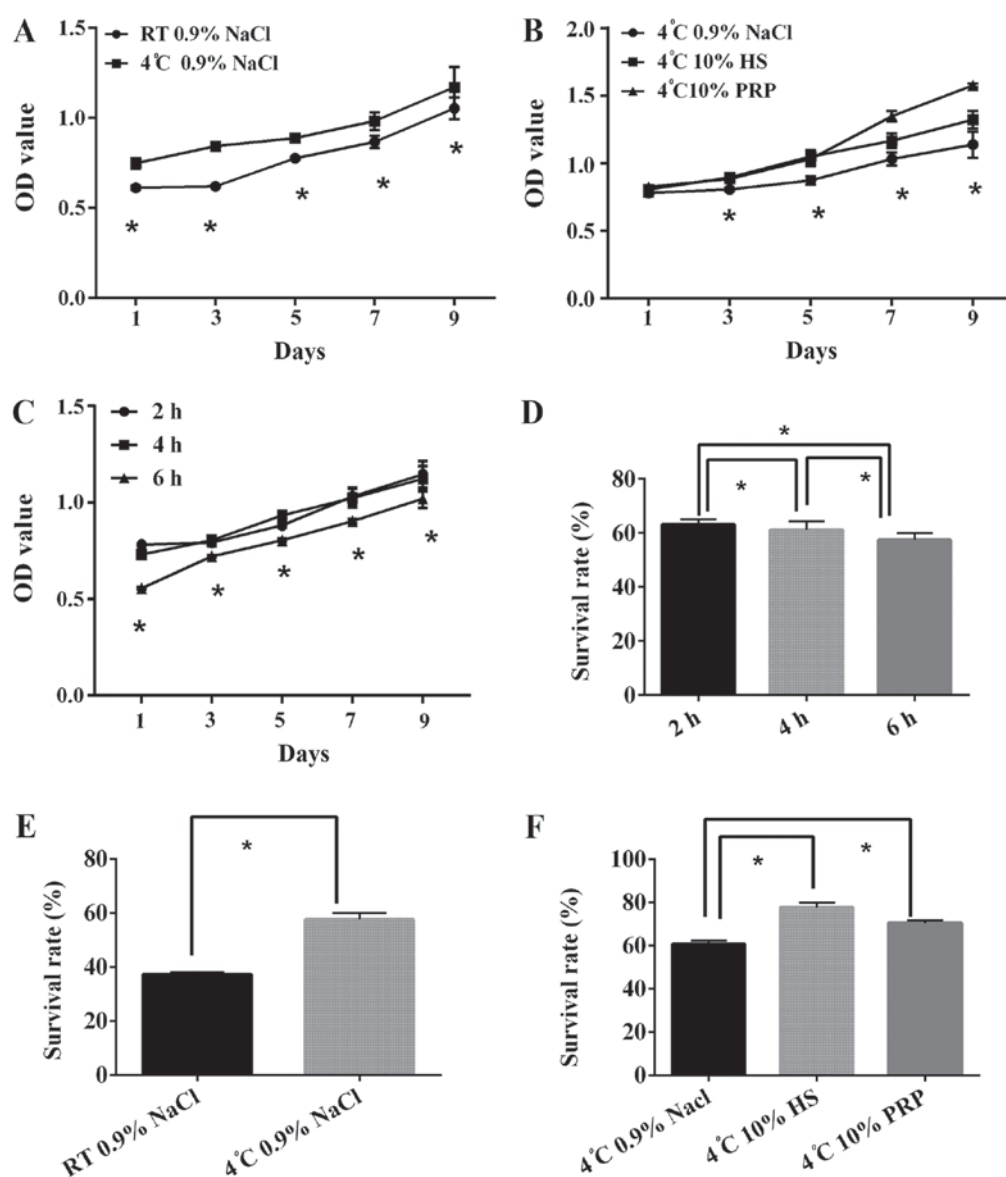 A
RT 0.9% NaCl
4°C 0.9% NaCl
OD value
1.5
1.0
0.5
0.0
*
*
*
*
*
1 3 5 7 9
Days
B
4°C 0.9% NaCl
4°C 10% HS
4°C10% PRP
OD value
2.0
1.5
1.0
0.5
0.0
*
*
*
*
1 3 5 7 9
Days
C
2 h
4 h
6 h
OD value
1.5
1.0
0.5
0.0
*
*
*
*
*
1 3 5 7 9
Days
D
*
*
*
Survival rate (%)
80
60
40
20
0
2 h
4 h
6 h
E
*
Survival rate (%)
80
60
40
20
0
RT 0.9% NaCl
4°C 0.9% NaCl
F
*
*
Survival rate (%)
100
80
60
40
20
0
4°C 0.9% Nacl
4°C 10% HS
4°C 10% PRP